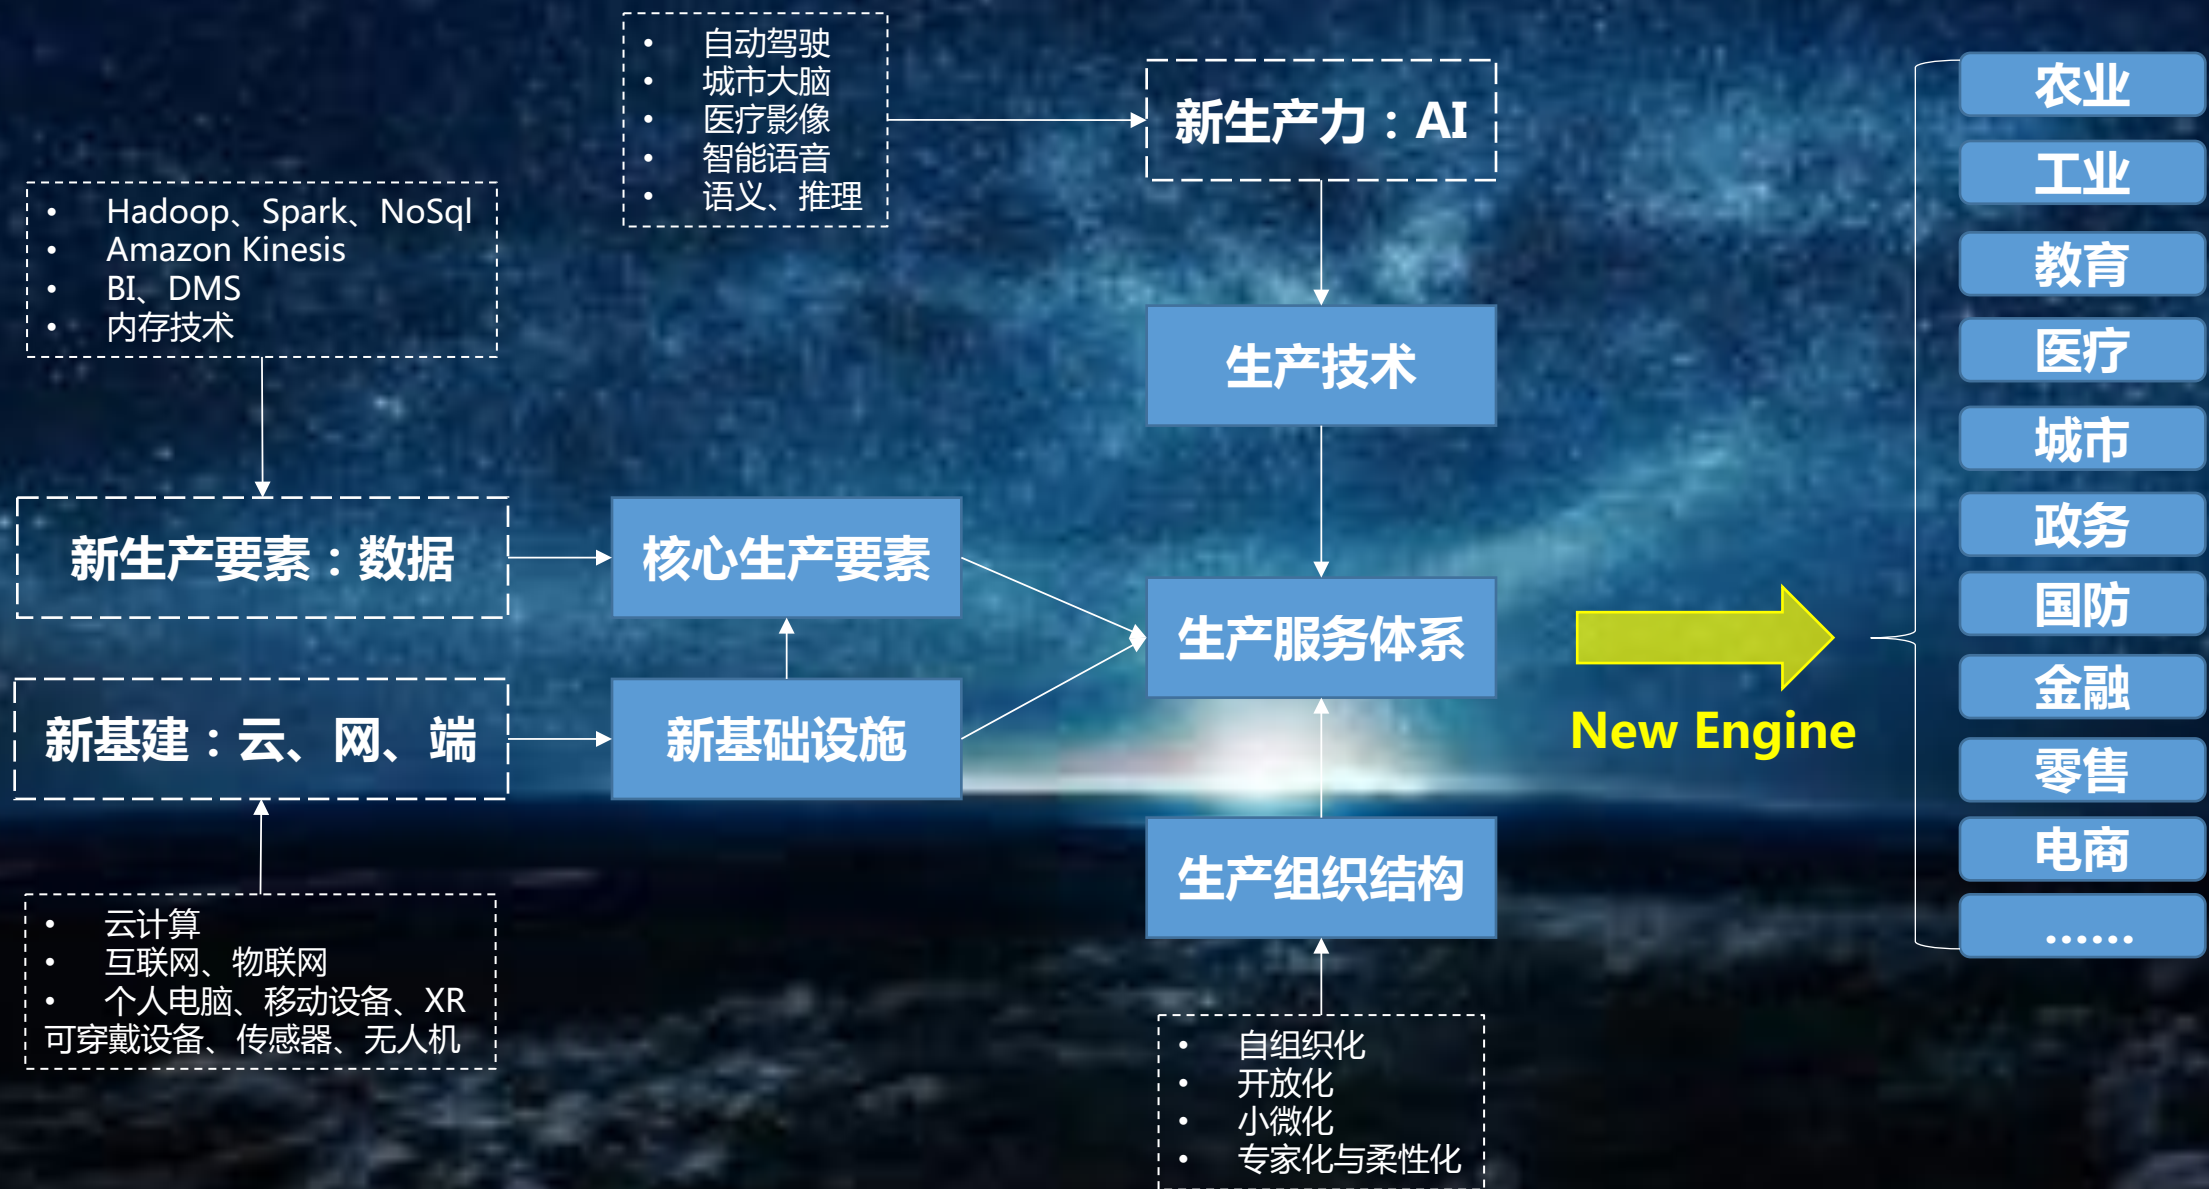 • 自动驾驶
• 城市大脑
• 医疗影像
• 智能语音
• 语义、推理
新生产力：AI
• Hadoop、Spark、NoSql
• Amazon Kinesis
• BI、DMS
• 内存技术
生产技术
新生产要素：数据
核心生产要素
生产服务体系
新基建：云、网、端
新基础设施
New Engine
生产组织结构
• 云计算
• 互联网、物联网
• 个人电脑、移动设备、XR
可穿戴设备、传感器、无人机
• 自组织化
• 开放化
• 小微化
• 专家化与柔性化
农业
工业
教育
医疗
城市
政务
国防
金融
零售
电商
......